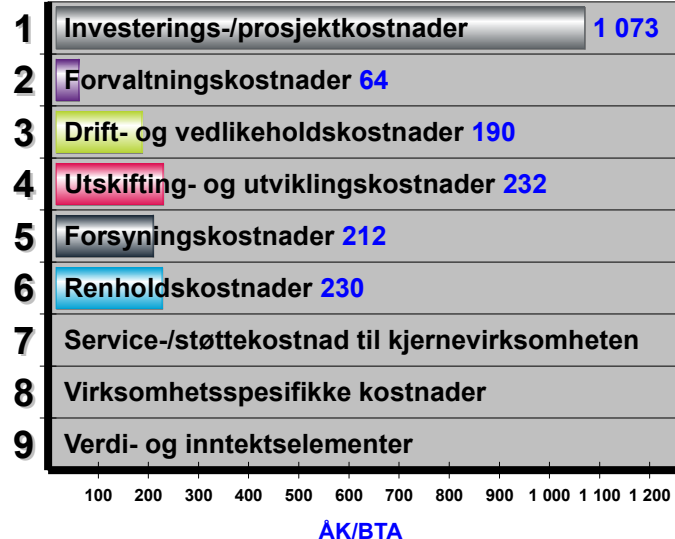 1 Investerings-/prosjektkostnader 1 073
2 Forvaltningskostnader 64
3 Drift- og vedlikeholdskostnader 190
4 Utskifting- og utviklingskostnader 232
5 Forsyningskostnader 212
6 Renholdskostnader 230
7 Service-/støttekostnad til kjernevirksomheten
8 Virksomhetsspesifikke kostnader
9 Verdi- og inntektselementer
100 200 300 400 500 600 700 800 900 1 000 1 100 1 200
ÅK/BTA